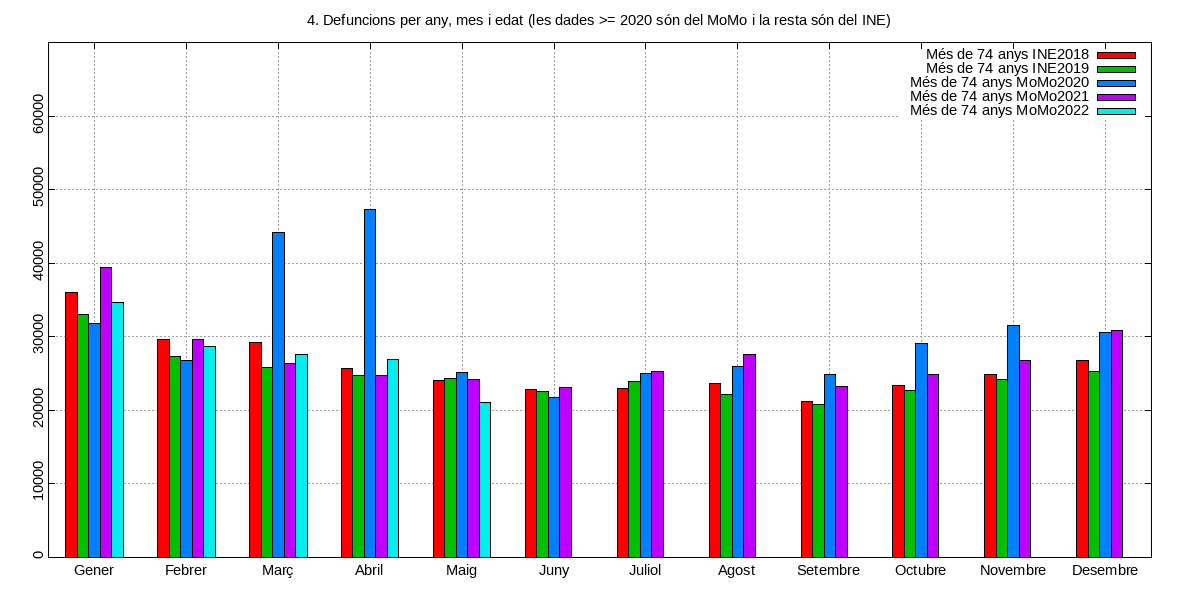 4. Defuncions per any, mes i edat (les dades >= 2020 són del MoMo i la resta són del INE)
Més de 74 anys INE2018
Més de 74 anys INE2019
Més de 74 anys MoMo2020
Més de 74 anys MoMo2021
Més de 74 anys MoMo2022
60000
50000
40000
30000
20000
10000
0
Gener Febrer Març Abril Maig Juny Juliol Agost Setembre Octubre Novembre Desembre